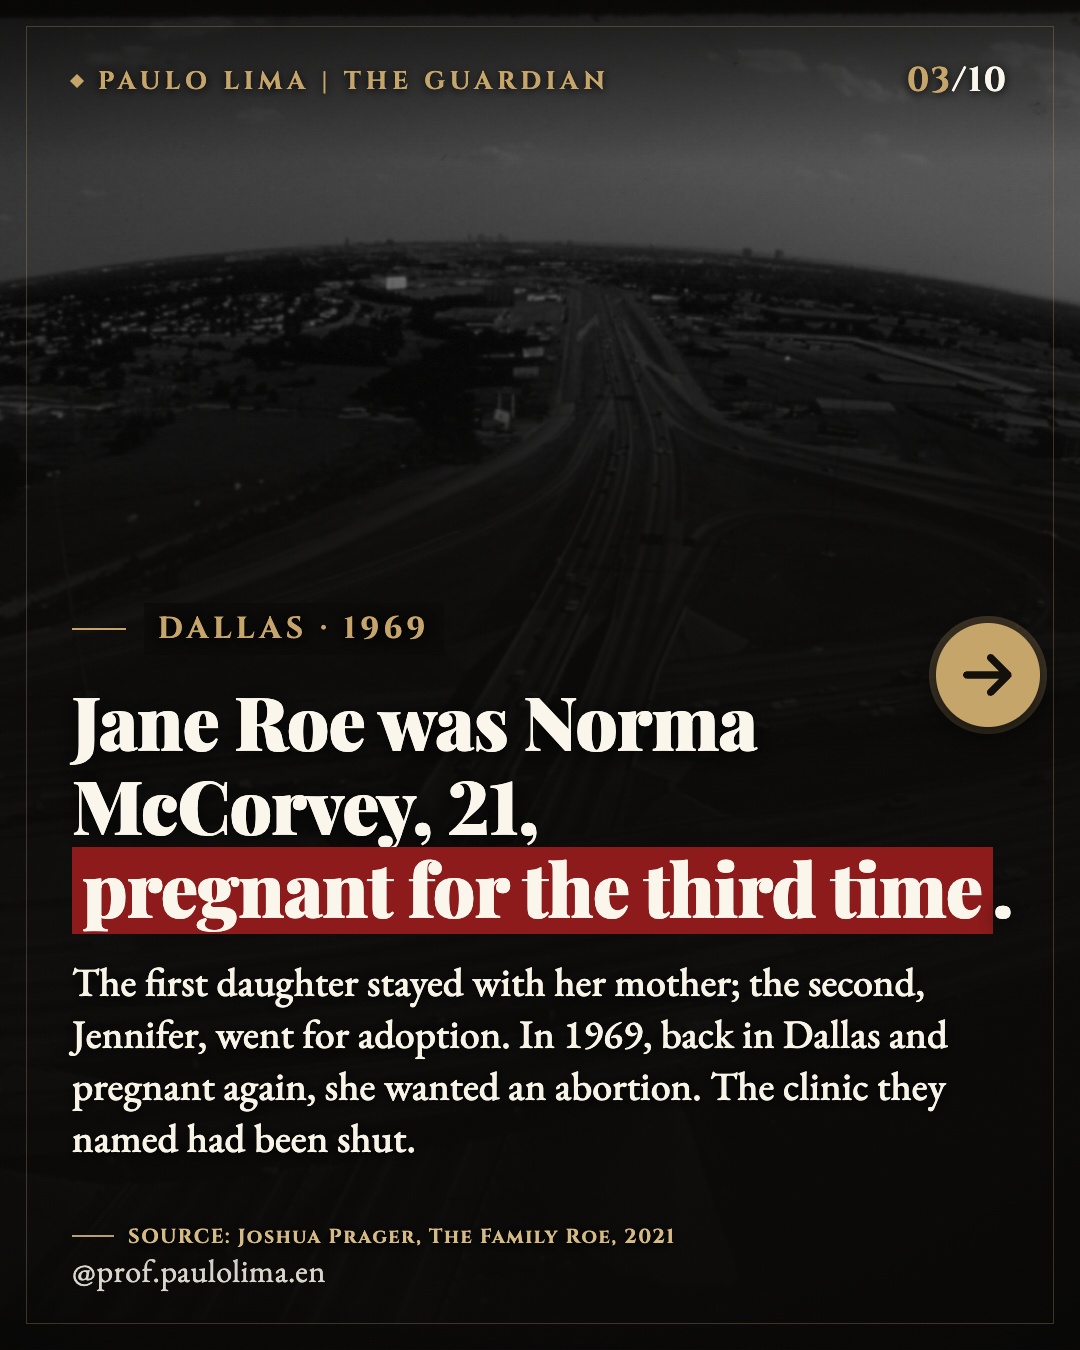 ◆ PAULO LIMA | THE GUARDIAN
03/10
DALLAS · 1969
Jane Roe was Norma
McCorvey, 21,
pregnant for the third time.
The first daughter stayed with her mother; the second,
Jennifer, went for adoption. In 1969, back in Dallas and
pregnant again, she wanted an abortion. The clinic they
named had been shut.
SOURCE: JOSHUA PRAGER, THE FAMILY ROE, 2021
@prof.paulolima.en